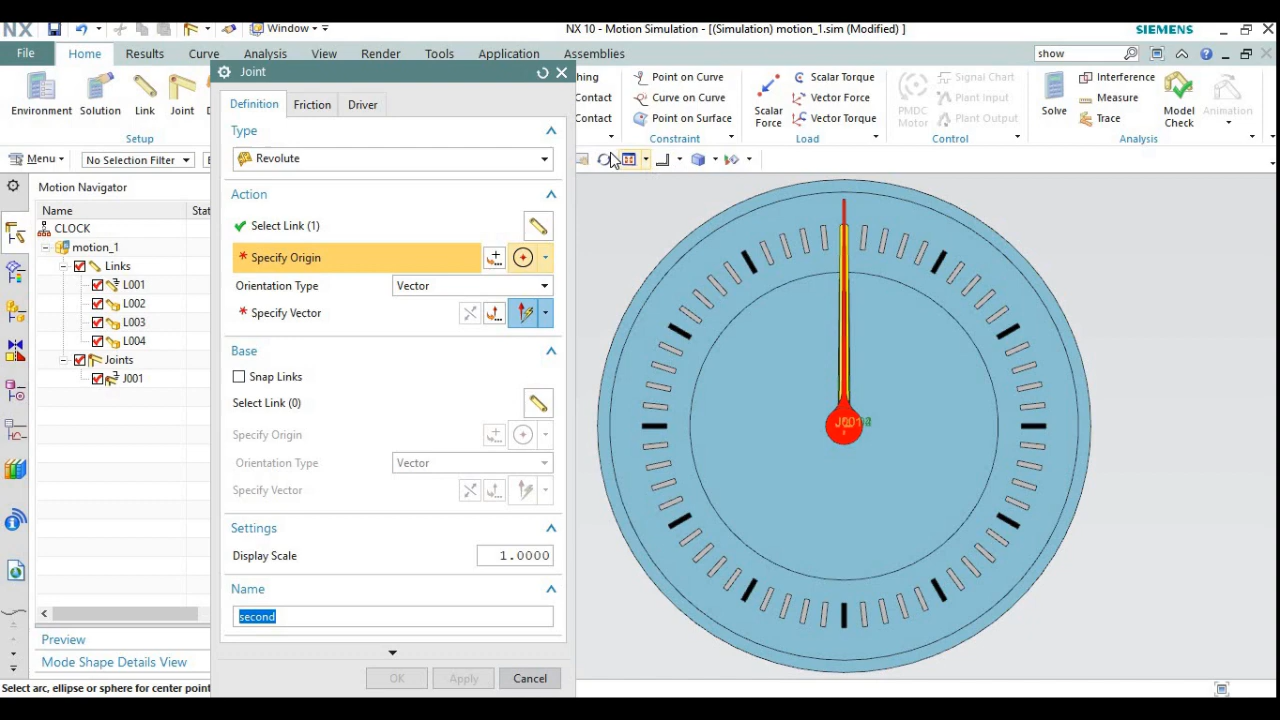 NX
Window
NX 10 - Motion Simulation - [(Simulation) motion_1.sim (Modified) ]
SIEMENS
File
Home
Results
Curve
Analysis
View
Render
Tools
Application
Assemblies
show
Environment
Solution
Link
Joint
Setup
Joint
Contact
Contact
Point on Curve
Curve on Curve
Point on Surface
Constraint
Scalar Force
Scalar Torque
Vector Force
Vector Torque
Load
PMDC Motor
Signal Chart
Plant Input
Plant Output
Control
Solve
Interference
Measure
Trace
Model Check
Animation
Analysis
Menu
No Selection Filter
Motion Navigator
Name
Stat
CLOCK
motion_1
Links
L001
L002
L003
L004
Joints
J001
Preview
Mode Shape Details View
Definition
Friction
Driver
Type
Revolute
Action
Select Link (1)
* Specify Origin
Orientation Type
Vector
* Specify Vector
Base
Snap Links
Select Link (0)
Specify Origin
Orientation Type
Vector
Specify Vector
Settings
Display Scale
1.0000
Name
second
OK
Apply
Cancel
Select arc, ellipse or sphere for center point